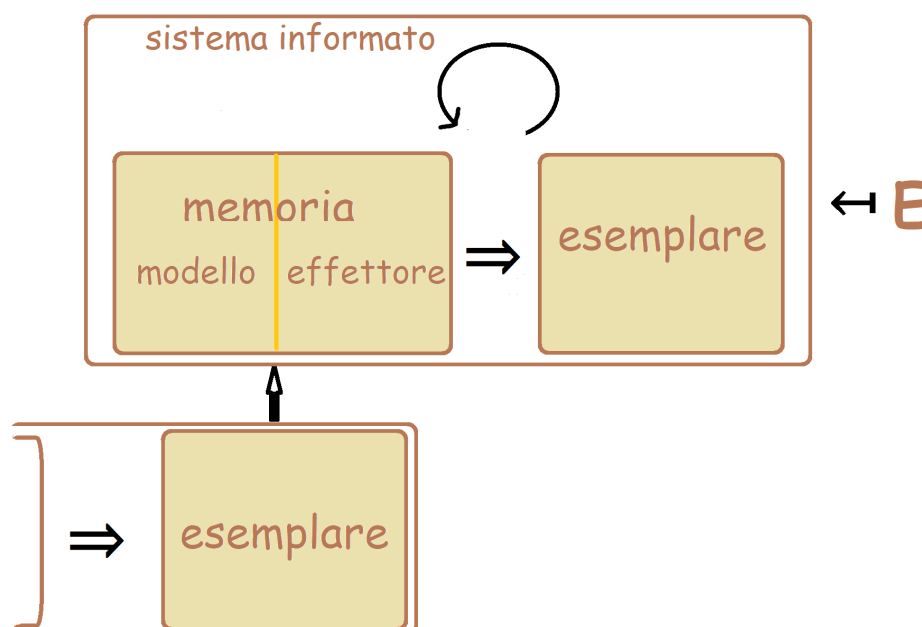 sistema informato
memoria
modello effettore
esemplare
E
esemplare